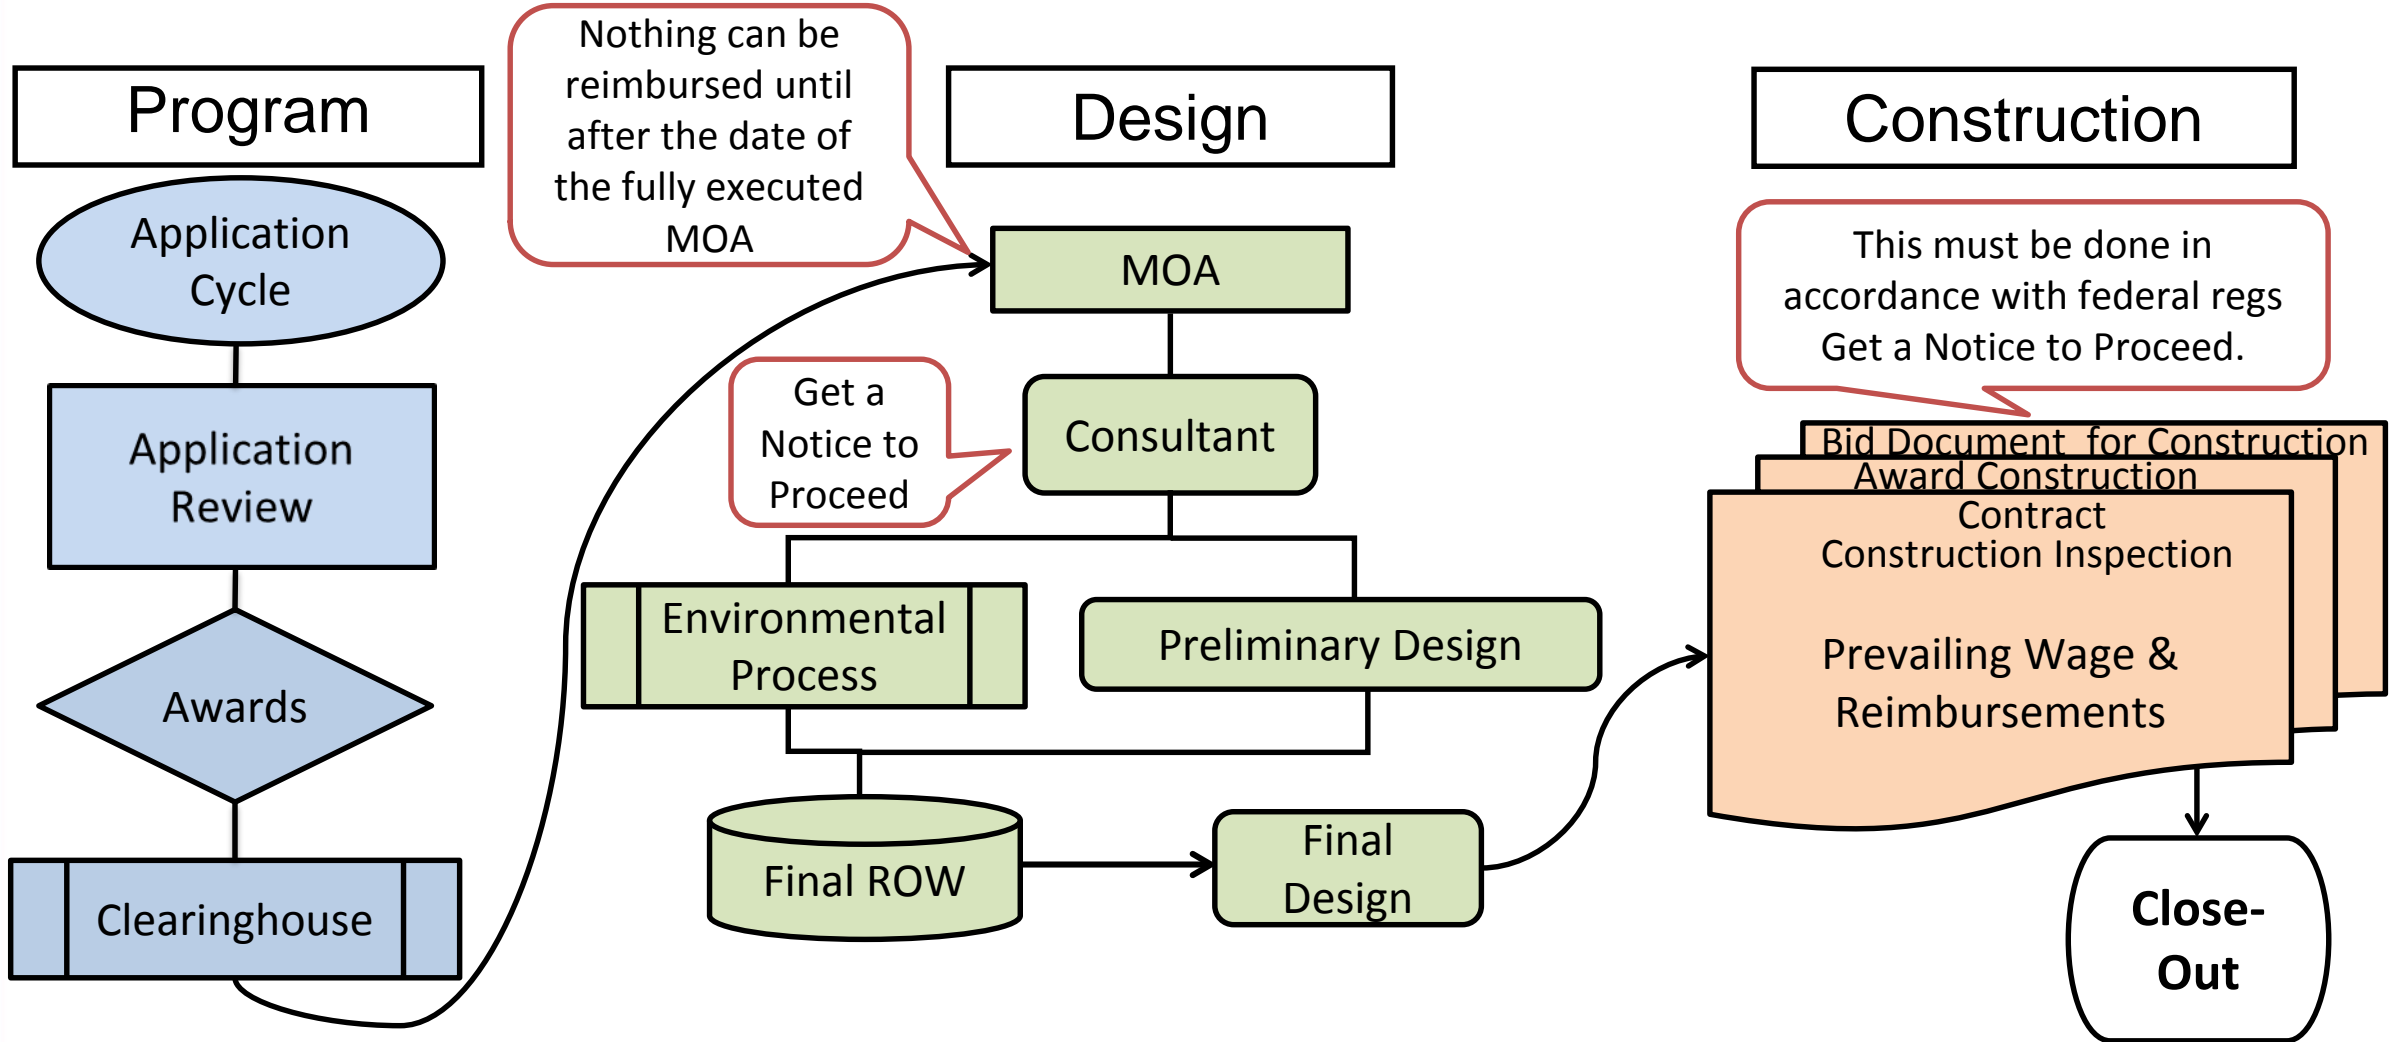 Program
Application
Cycle
Application
Review
Awards
Clearinghouse
Nothing can be
reimbursed until
after the date of
the fully executed
MOA
Design
MOA
Get a
Notice to
Proceed
Consultant
Environmental
Process
Preliminary Design
Final ROW
Final
Design
Construction
This must be done in
accordance with federal regs
Get a Notice to Proceed.
Bid Document  for Construction
Award Construction
Contract
Construction Inspection
Prevailing Wage &
Reimbursements
Close-
Out